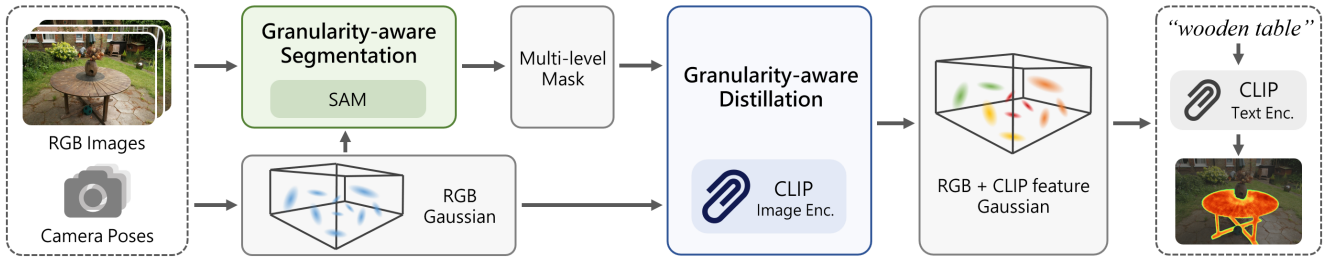 RGB Images
Camera Poses
Granularity-aware
Segmentation
SAM
RGB
Gaussian
Multi-level
Mask
Granularity-aware
Distillation
CLIP
Image Enc.
RGB + CLIP feature
Gaussian
“wooden table”
CLIP
Text Enc.